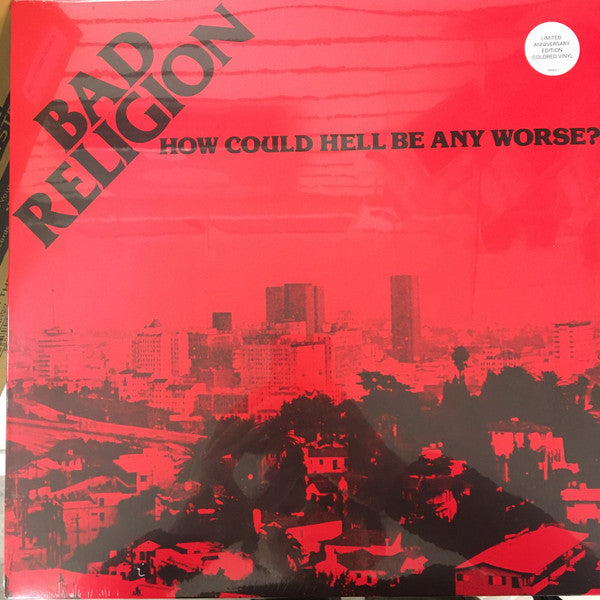 BAD
RELIGION
HOW COULD HELL BE ANY WORSE?
LIMITED
ANNIVERSARY
EDITION
COLORED VINYL